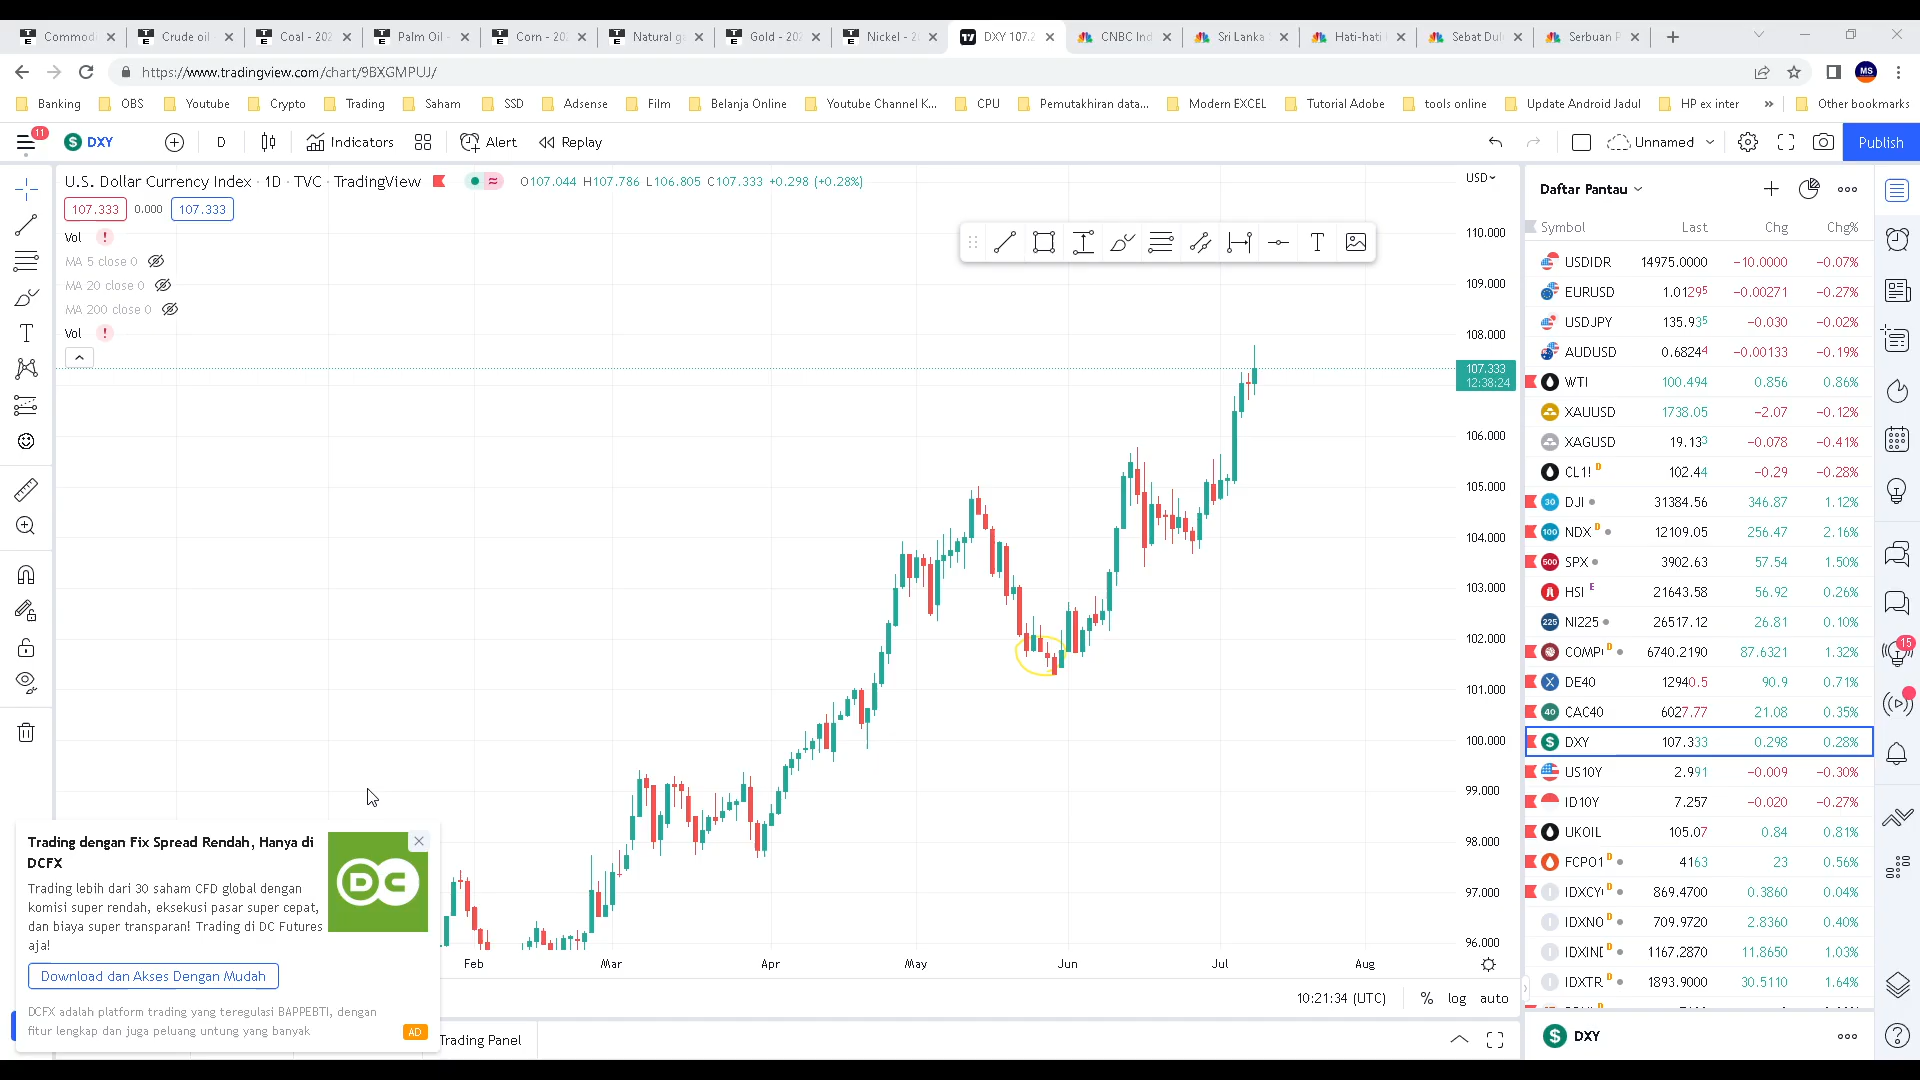 Commod
Crude oil
Coal - 202
Palm Oil -
Corn - 20
Natural g
Gold - 202
Nickel - 2
DXY 107.2
CNBC Ind
Sri Lanka
Hati-hati
Sebat Dul
Serbuan P
https://www.tradingview.com/chart/9BXGMPUJ/
MS
Banking
OBS
Youtube
Crypto
Trading
Saham
SSD
Adsense
Film
Belanja Online
Youtube Channel K...
CPU
Pemutakhiran data...
Modern EXCEL
Tutorial Adobe
tools online
Update Android Jadul
HP ex inter
»
Other bookmarks
11
DXY
D
Indicators
Alert
Replay
Unnamed
Publish
U.S. Dollar Currency Index · 1D · TVC · TradingView
O107.044 H107.786 L106.805 C107.333 +0.298 (+0.28%)
107.333 0.000 107.333
Vol
MA 5 close 0
MA 20 close 0
MA 200 close 0
Vol
USD
110.000
109.000
108.000
107.333
12:38:24
106.000
105.000
104.000
103.000
102.000
101.000
100.000
99.000
98.000
97.000
96.000
Feb Mar Apr May Jun Jul Aug
10:21:34 (UTC) % log auto
Trading Panel
Trading dengan Fix Spread Rendah, Hanya di
DCFX
Trading lebih dari 30 saham CFD global dengan
komisi super rendah, eksekusi pasar super cepat,
dan biaya super transparan! Trading di DC Futures
aja!
DC
Download dan Akses Dengan Mudah
DCFX adalah platform trading yang teregulasi BAPPEBTI, dengan
fitur lengkap dan juga peluang untung yang banyak
AD
Daftar Pantau
Symbol Last Chg Chg%
USDIDR 14975.0000 −10.0000 −0.07%
EURUSD 1.01295 −0.00271 −0.27%
USDJPY 135.935 −0.030 −0.02%
AUDUSD 0.68244 −0.00133 −0.19%
WTI 100.494 0.856 0.86%
XAUUSD 1738.05 −2.07 −0.12%
XAGUSD 19.133 −0.078 −0.41%
CL1! D 102.44 −0.29 −0.28%
30 DJI 31384.56 346.87 1.12%
100 NDX D 12109.05 256.47 2.16%
500 SPX 3902.63 57.54 1.50%
HSI E 21643.58 56.92 0.26%
225 NI225 26517.12 26.81 0.10%
COMP D 6740.2190 87.6321 1.32%
X DE40 12940.5 90.9 0.71%
40 CAC40 6027.77 21.08 0.35%
DXY 107.333 0.298 0.28%
US10Y 2.991 −0.009 −0.30%
ID10Y 7.257 −0.020 −0.27%
UKOIL 105.07 0.84 0.81%
FCPO1 D 4163 23 0.56%
I IDXCY D 869.4700 0.3860 0.04%
I IDXNO D 709.9720 2.8360 0.40%
I IDXIND D 1167.2870 11.8650 1.03%
I IDXTR D 1893.9000 30.5110 1.64%
DXY
15